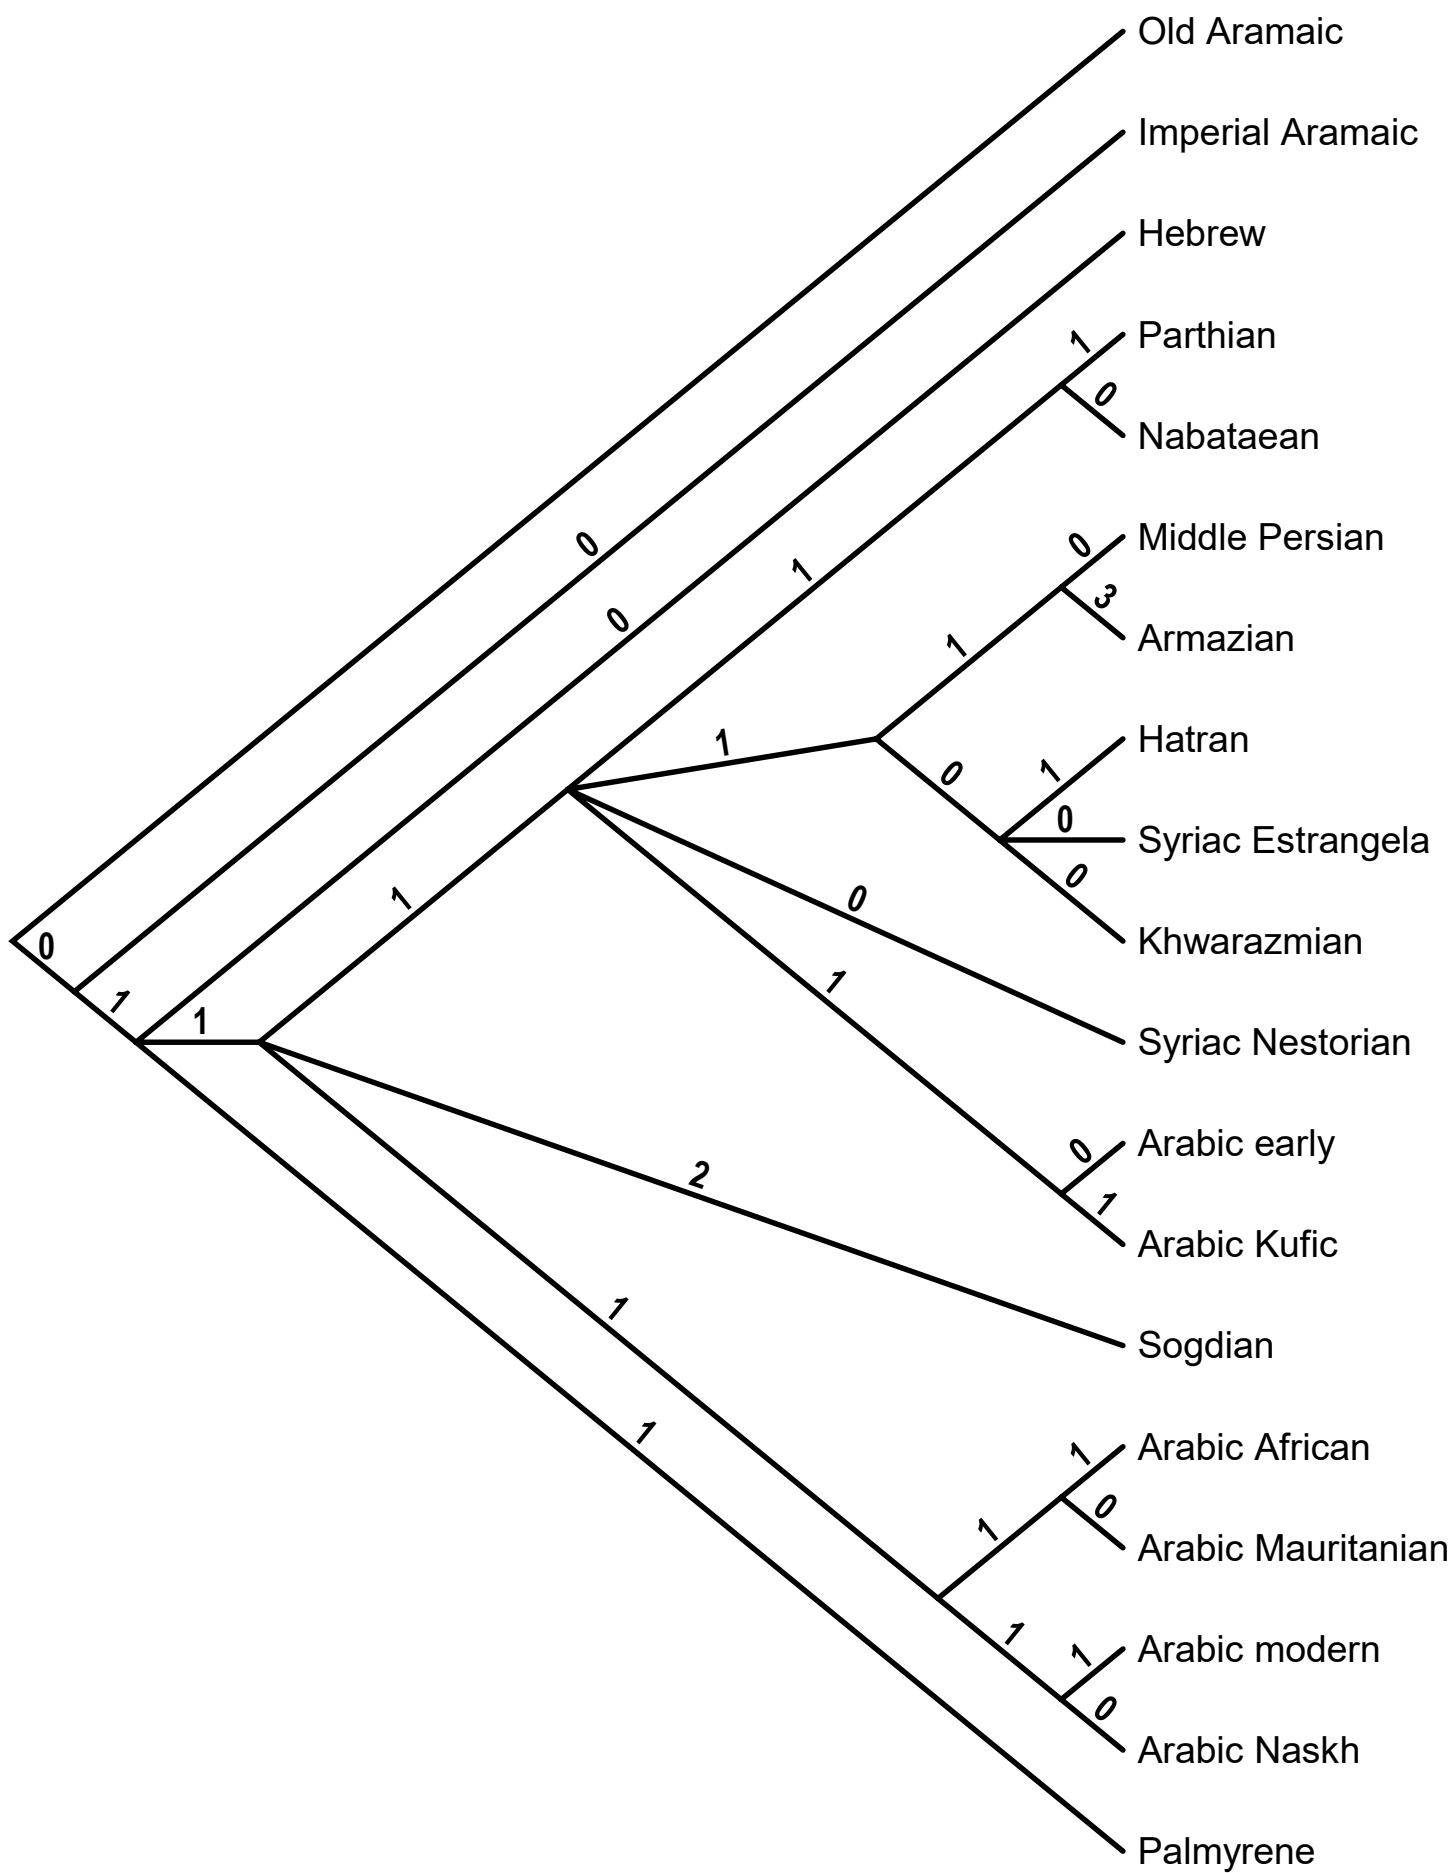 Old Aramaic
Imperial Aramaic
Hebrew
1 Parthian
0
Nabataean
0
0 Middle Persian
1
3
0
Armazian
1
1 Hatran
1
0
0 Syriac Estrangela
0
1
0
Khwarazmian
0
1
1
1
Syriac Nestorian
0 Arabic early
2
1
Arabic Kufic
1
Sogdian
1
1 Arabic African
0
1
Arabic Mauritanian
1
1 Arabic modern
0
Arabic Naskh
Palmyrene